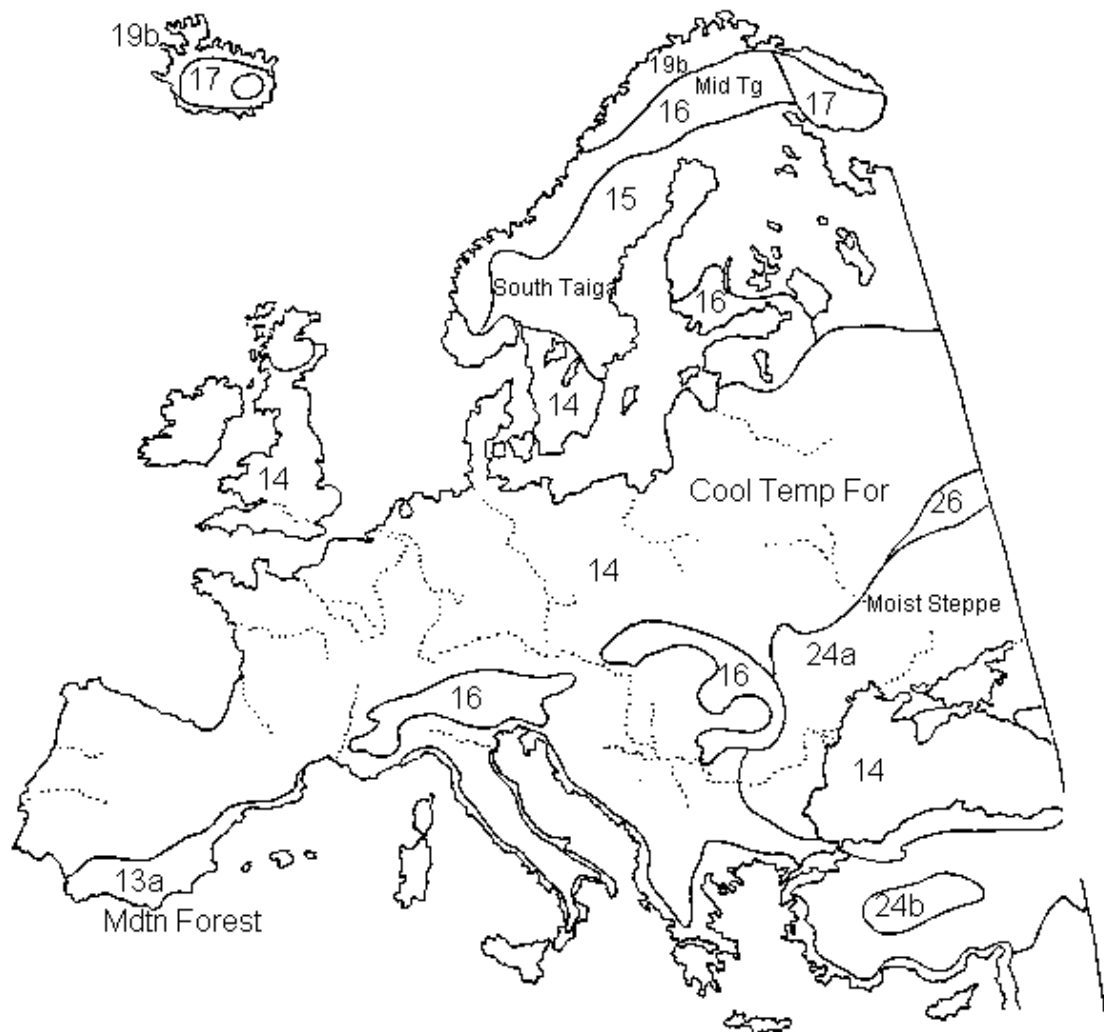 19b
17
19b
Mid Tg
16
17
15
South Taiga
16
14
14
Cool Temp For
26
14
Moist Steppe
24a
16
16
14
13a
Mdtn Forest
24b